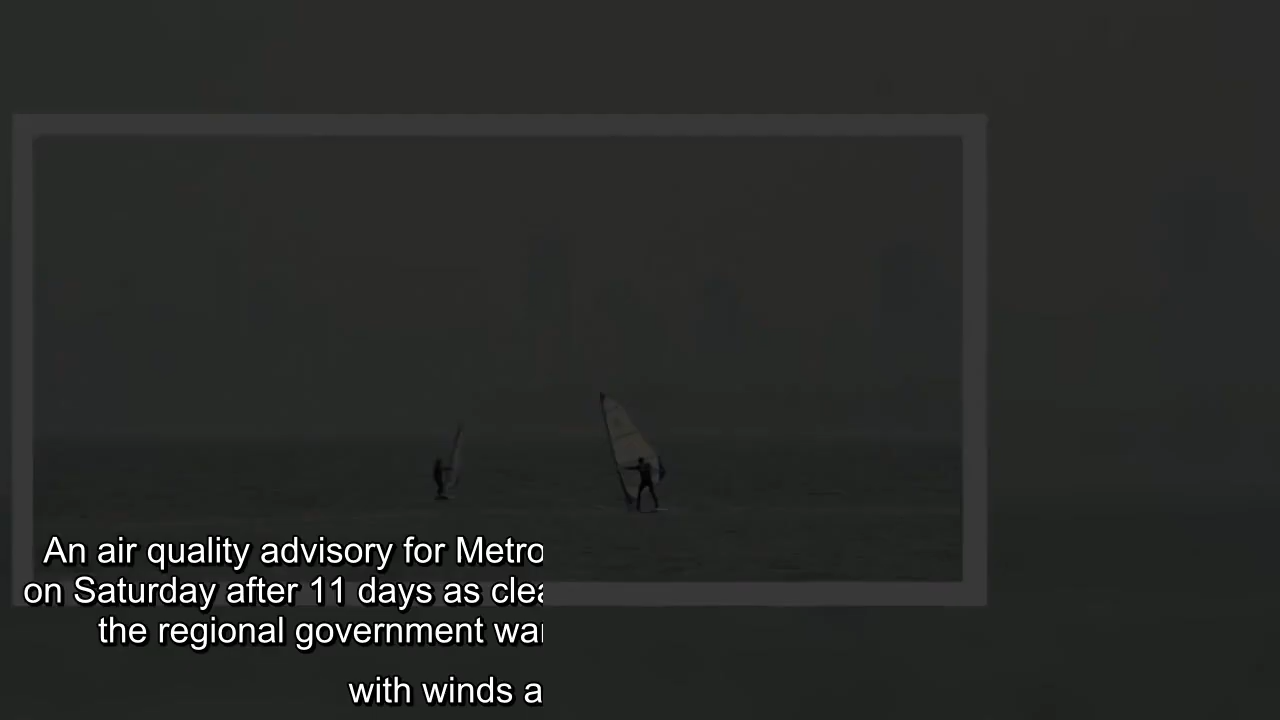 An air quality advisory for Metro
on Saturday after 11 days as
the regional government
with winds